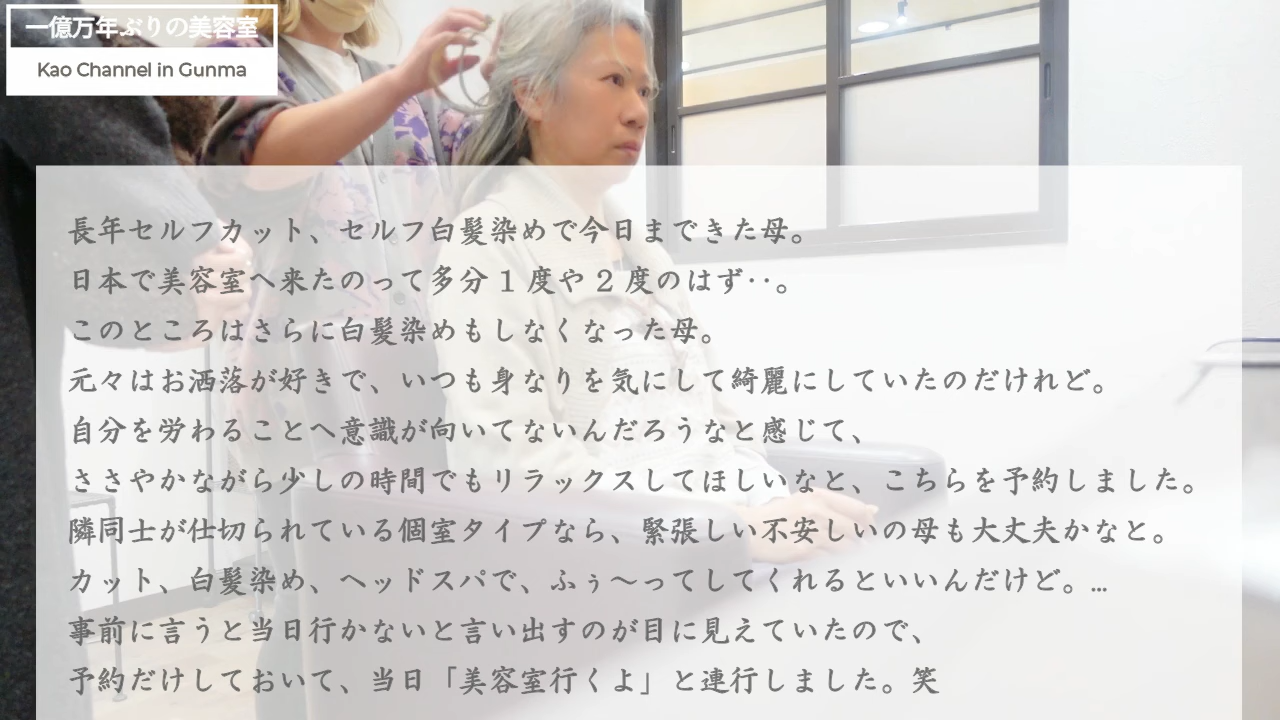 一億万年ぶりの美容室
Kao Channel in Gunma
長年セルフカット、セルフ白髪染めで今日まできた母。
日本で美容室へ来たのって多分１度や２度のはず‥。
このところはさらに白髪染めもしなくなった母。
元々はお洒落が好きで、いつも身なりを気にして綺麗にしていたのだけれど。
自分を労わることへ意識が向いてないんだろうなと感じて、
ささやかながら少しの時間でもリラックスしてほしいなと、こちらを予約しました。
隣同士が仕切られている個室タイプなら、緊張しい不安しいの母も大丈夫かなと。
カット、白髪染め、ヘッドスパで、ふぅ〜ってしてくれるといいんだけど。...
事前に言うと当日行かないと言い出すのが目に見えていたので、
予約だけしておいて、当日「美容室行くよ」と連行しました。笑